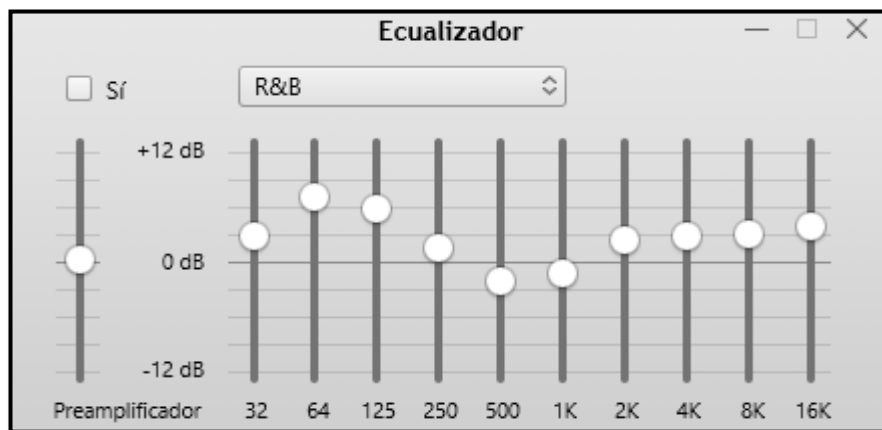 Ecualizador
Sí
R&B
+12 dB
0 dB
-12 dB
Preamplificador 32 64 125 250 500 1K 2K 4K 8K 16K